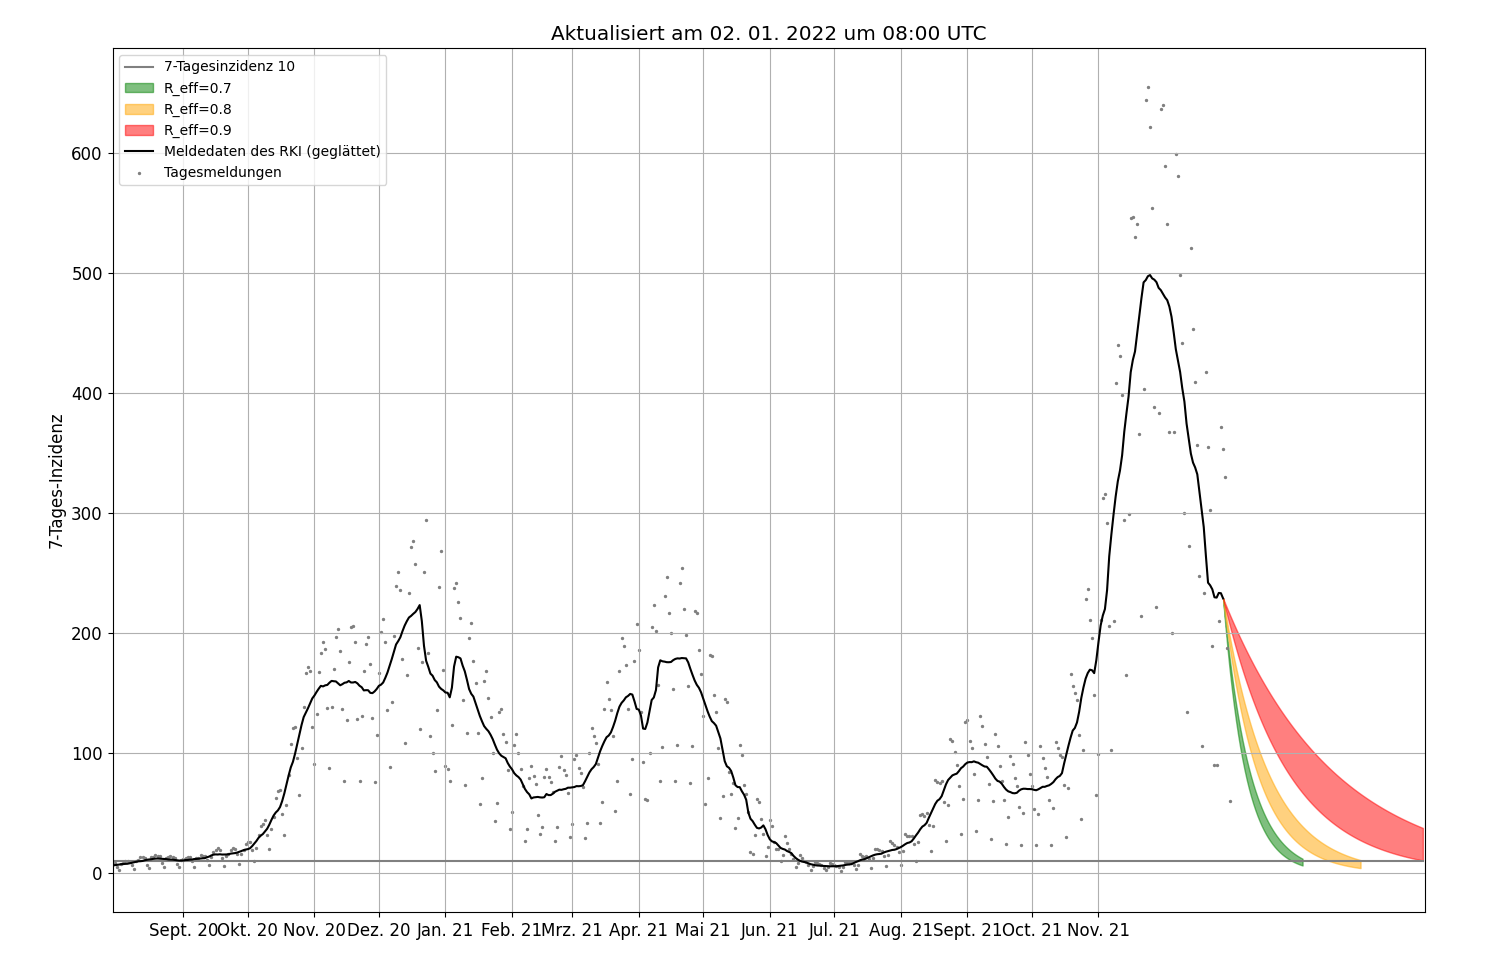 Aktualisiert am 02. 01. 2022 um 08:00 UTC
7-Tagesinzidenz 10
R_eff=0.7
R_eff=0.8
R_eff=0.9
Meldedaten des RKI (geglättet)
Tagesmeldungen
7-Tages-Inzidenz
600
500
400
300
200
100
0
Sept. 20 Okt. 20 Nov. 20 Dez. 20 Jan. 21 Feb. 21 Mrz. 21 Apr. 21 Mai 21 Jun. 21 Jul. 21 Aug. 21 Sept. 21 Oct. 21 Nov. 21